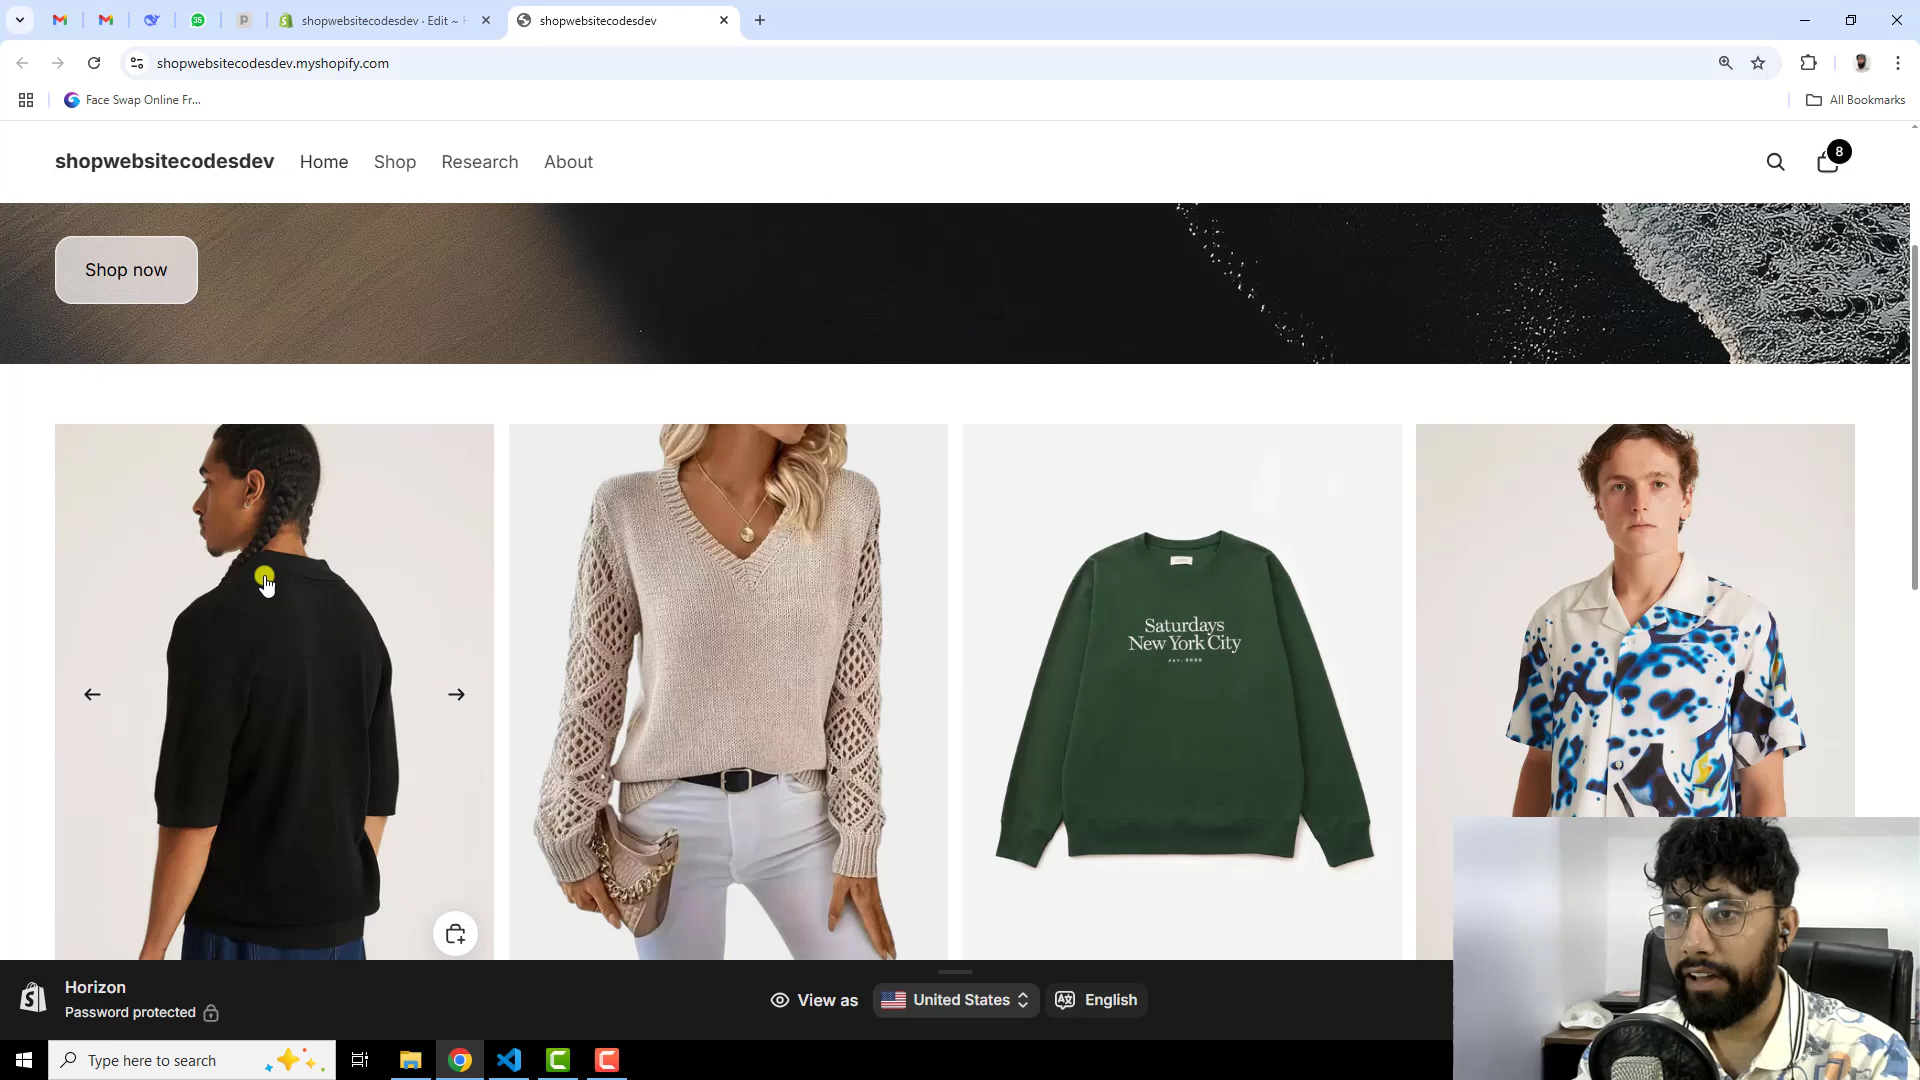 35
P
shopwebsitecodesdev · Edit ~
shopwebsitecodesdev
shopwebsitecodesdev.myshopify.com
Face Swap Online Fr...
All Bookmarks
shopwebsitecodesdev
Home
Shop
Research
About
8
Shop now
Saturdays
New York City
Horizon
Password protected
View as
United States
English
Type here to search